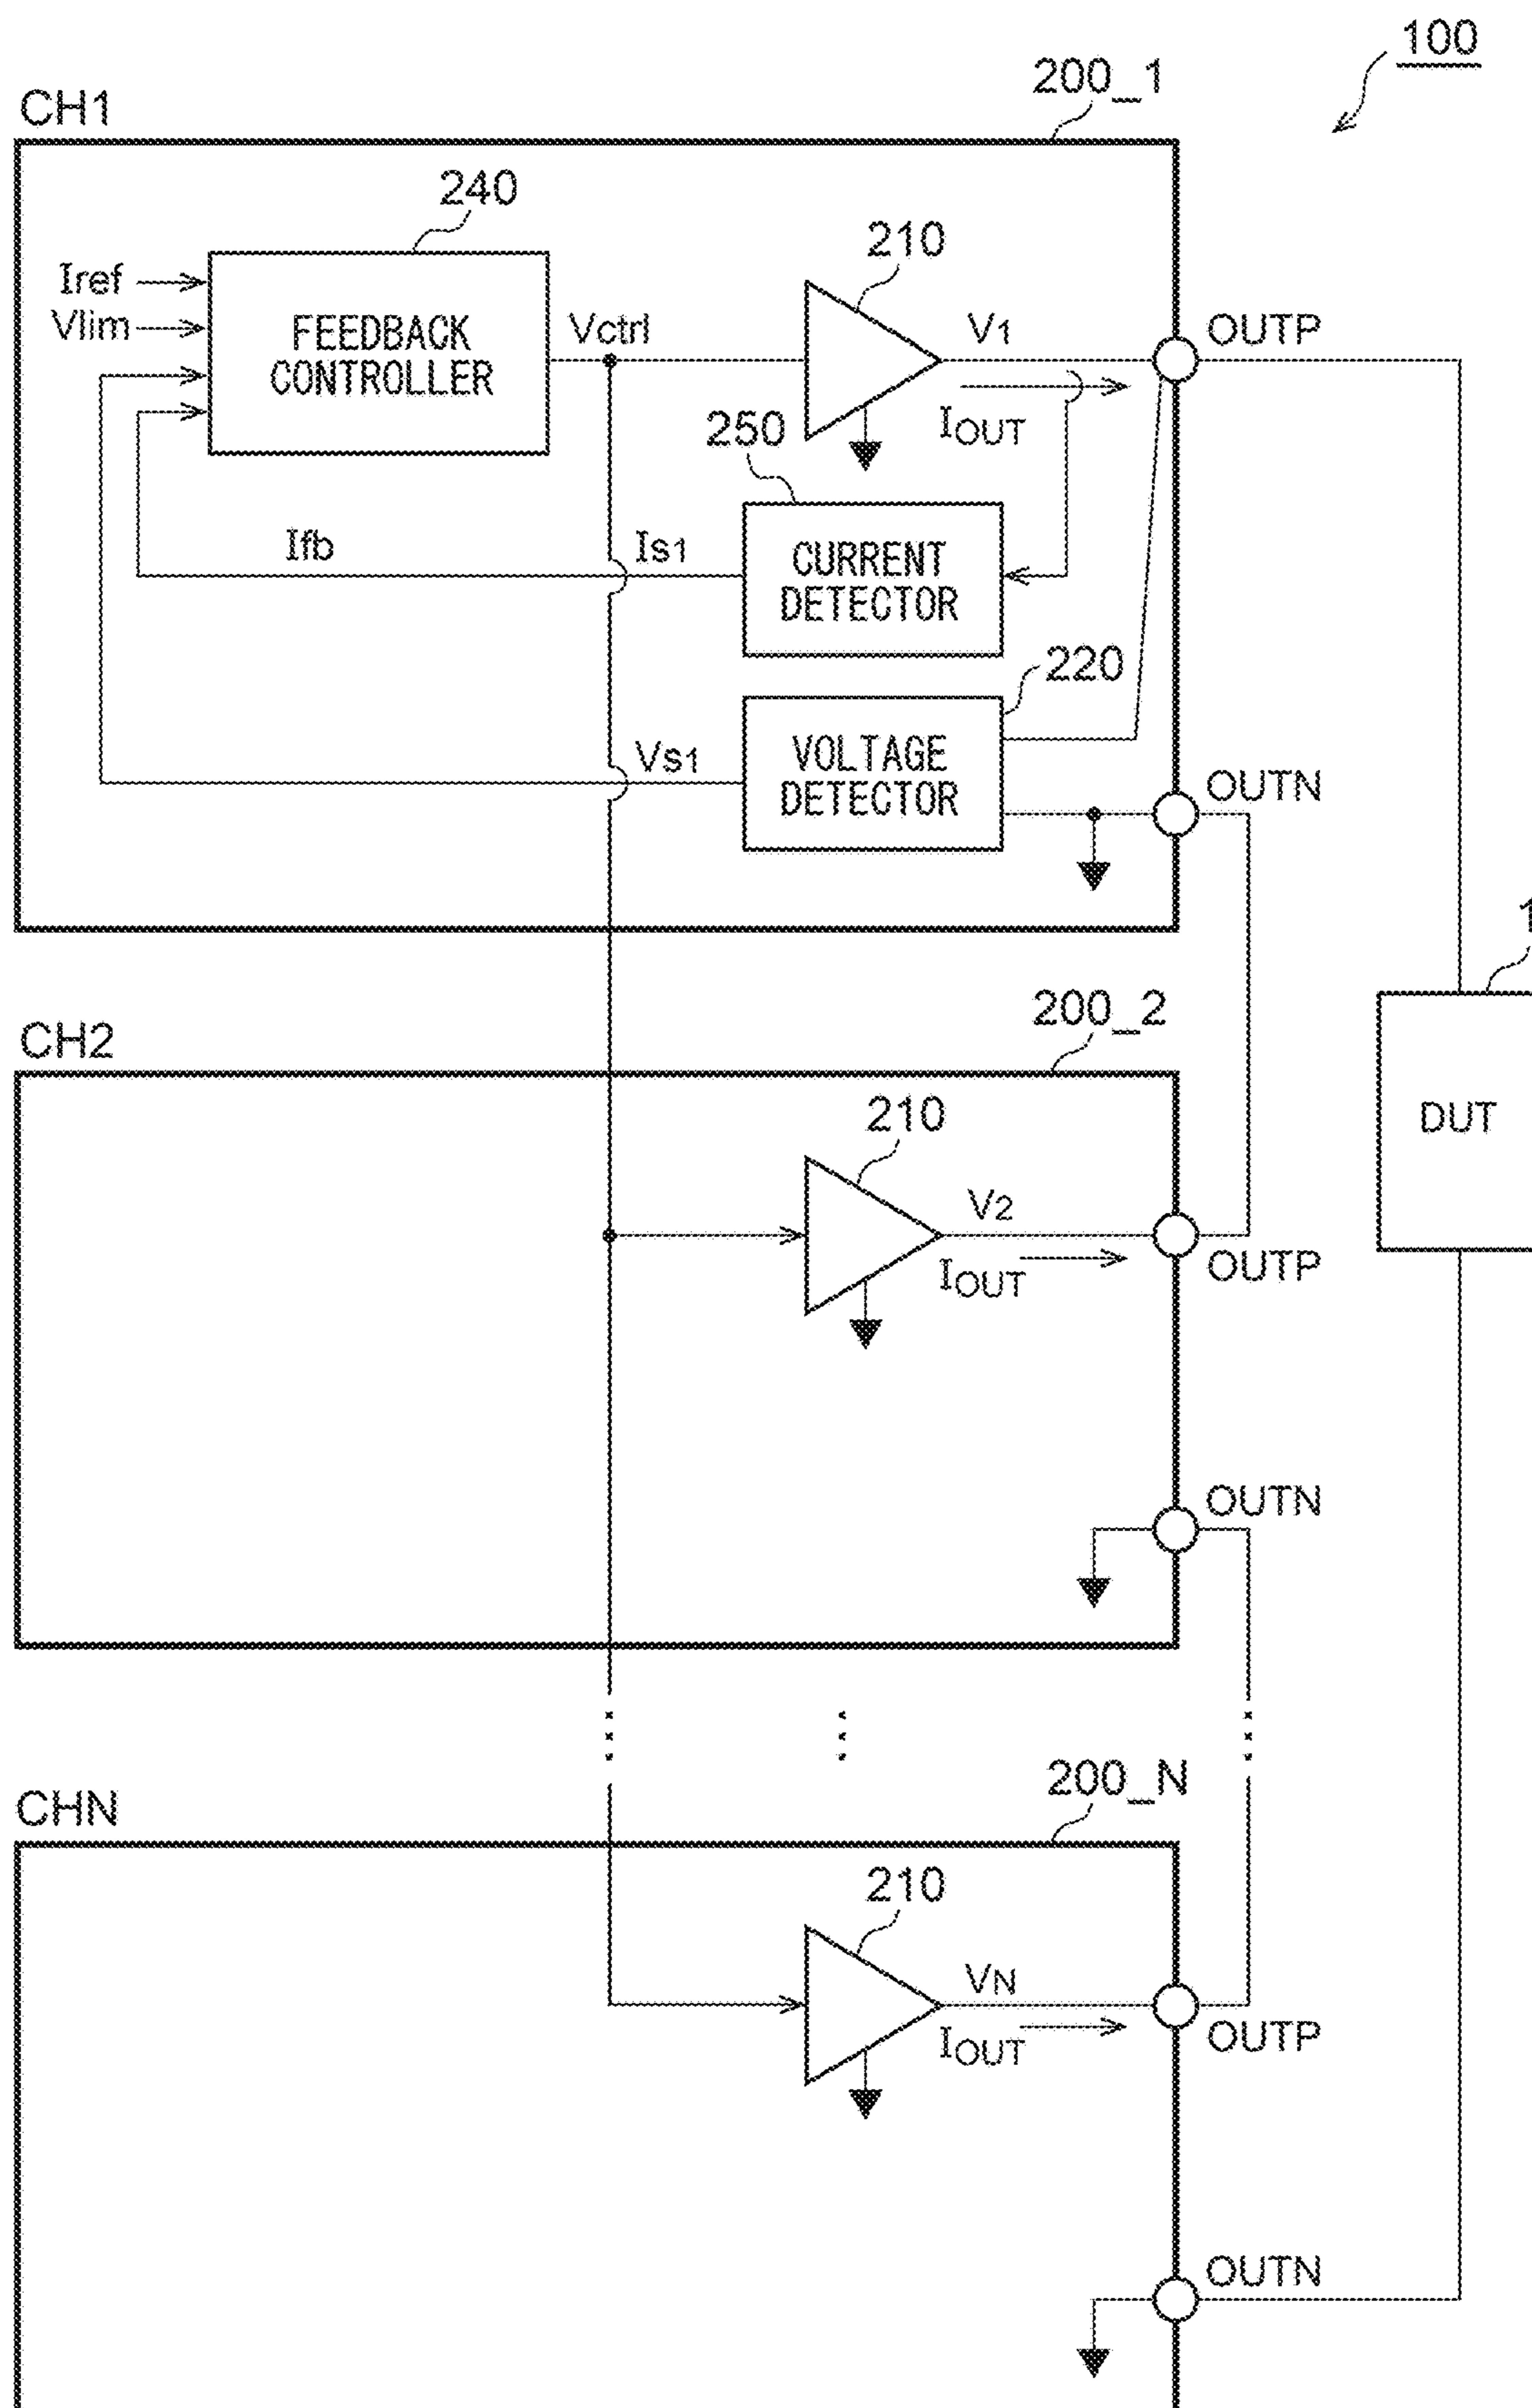 100
CH1
200_1
240
210
Iref
Vlim
FEEDBACK
CONTROLLER
Vctrl
V1
OUTP
IOUT
250
Ifb
Is1
CURRENT
DETECTOR
220
Vs1
VOLTAGE
DETECTOR
OUTN
1
CH2
200_2
210
DUT
V2
IOUT
OUTP
OUTN
CHN
200_N
210
VN
IOUT
OUTP
OUTN